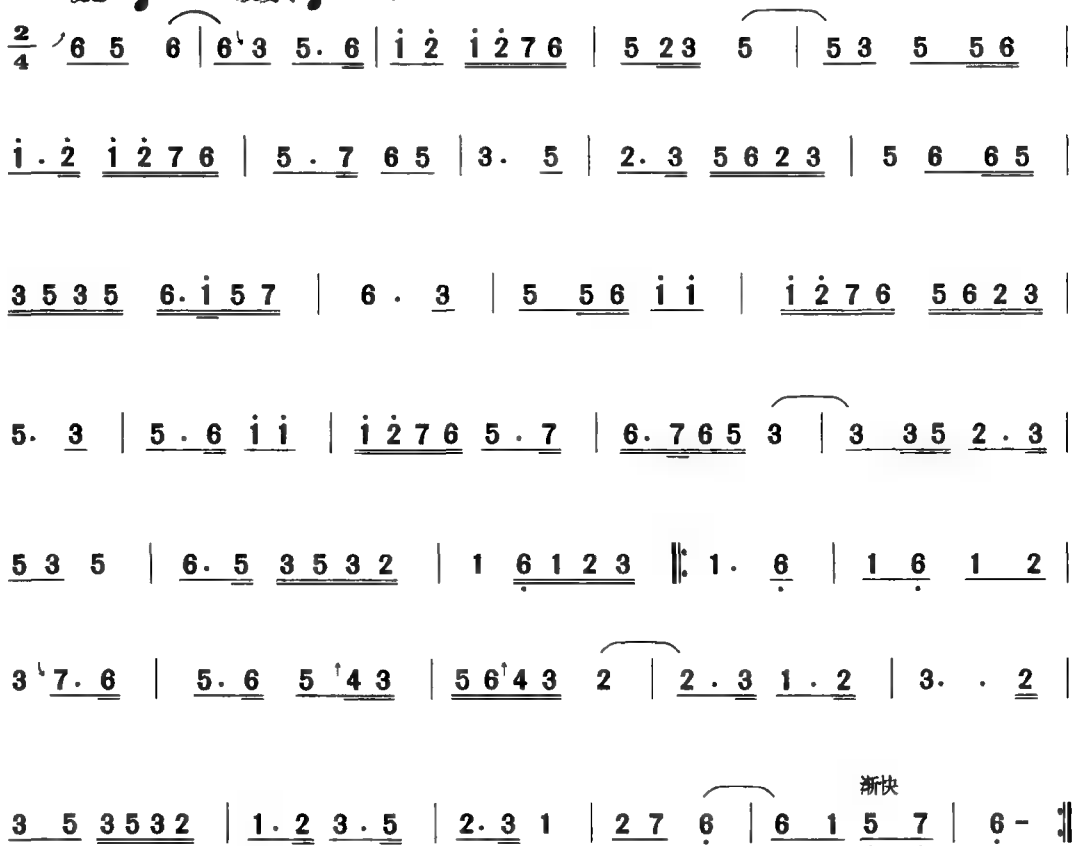 2/4 6 5 6 | 6 3 5. 6 | i̇ 2̇ i̇ 2̇ 7 6 | 5 2 3 5 | 5 3 5 5 6 |
i̇ . 2̇ i̇ 2̇ 7 6 | 5 . 7 6 5 | 3. 5 | 2. 3 5 6 2 3 | 5 6 6 5 |
3 5 3 5 6. i̇ 5 7 | 6 . 3 | 5 5 6 i̇ i̇ | i̇ 2̇ 7 6 5 6 2 3 |
5. 3 | 5 . 6 i̇ i̇ | i̇ 2̇ 7 6 5 . 7 | 6. 7 6 5 3 | 3 3 5 2 . 3 |
5 3 5 | 6. 5 3 5 3 2 | 1 6̣ 1 2 3 ‖: 1. 6̣ | 1 6̣ 1 2 |
3 7. 6 | 5. 6 5 ↑4 3 | 5 6 ↑4 3 2 | 2 . 3 1 . 2 | 3. . 2 |
渐快
3 5 3 5 3 2 | 1. 2 3 . 5 | 2. 3 1 | 2 7 6̣ | 6̣ 1 5̣ 7̣ | 6̣ - :‖